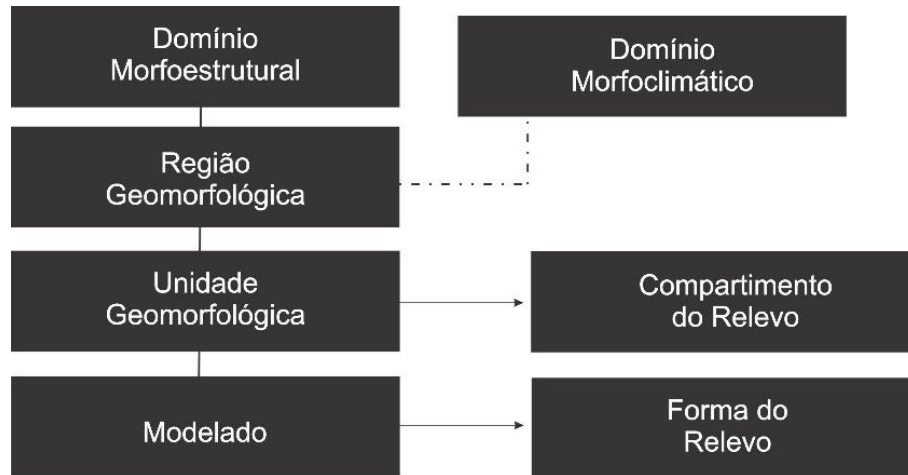 Domínio
Morfoestrutural
Domínio
Morfoclimático
Região
Geomorfológica
Unidade
Geomorfológica
Compartimento
do Relevo
Modelado
Forma do
Relevo